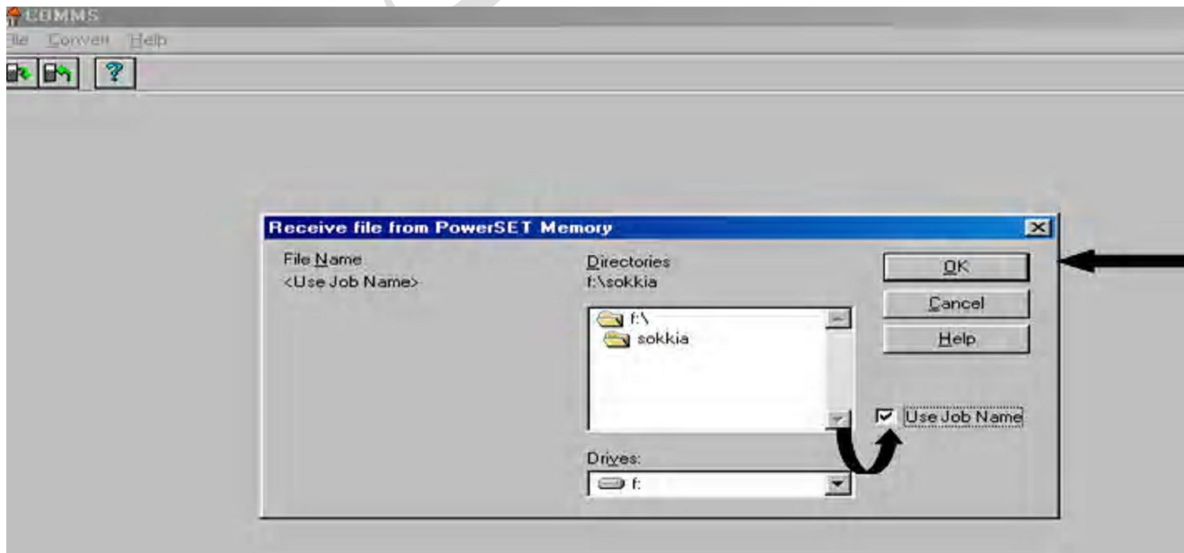 COMMS
File Convert Help
?
Receive file from PowerSET Memory
File Name
<Use Job Name>
Directories
f:\sokkia
f:\
sokkia
Drives:
f:
OK
Cancel
Help
Use Job Name